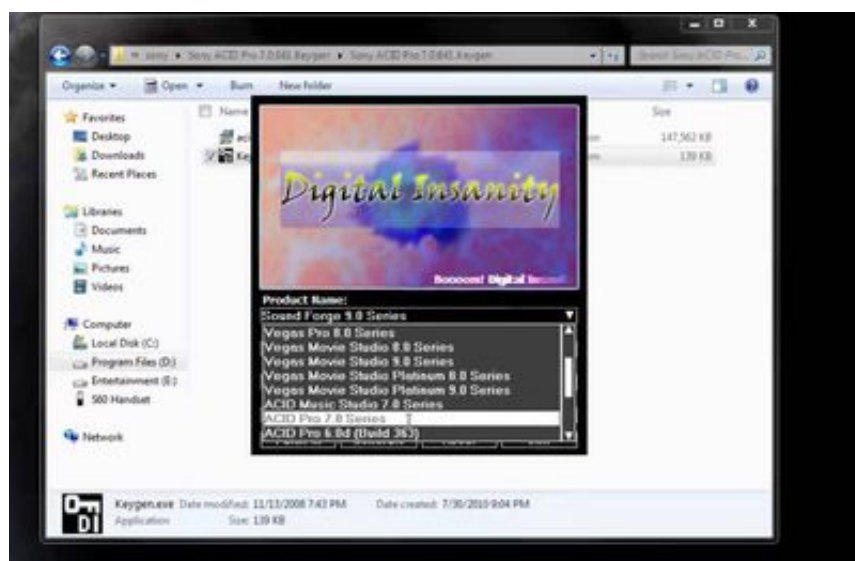 sony ▸ Sony ACID Pro 7.0.641.Keygen ▸ Sony ACID Pro 7.0.641.Keygen
Organize Open Burn New folder
Favorites
Desktop
Downloads
Recent Places
Libraries
Documents
Music
Pictures
Videos
Computer
Local Disk (C:)
Program Files (D:)
Entertainment (E:)
S60 Handset
Network
Name
Size
147,562 KB
139 KB
Digital Insanity
Boooom! Digital
Product Name:
Sound Forge 9.0 Series
Vegas Pro 8.0 Series
Vegas Movie Studio 8.0 Series
Vegas Movie Studio 9.0 Series
Vegas Movie Studio Platinum 8.0 Series
Vegas Movie Studio Platinum 9.0 Series
ACID Music Studio 7.0 Series
ACID Pro 7.0 Series
ACID Pro 6.0d (Build 363)
DI
Keygen.exe Date modified: 11/13/2008 7:43 PM Date created: 7/30/2010 9:04 PM
Application Size: 139 KB